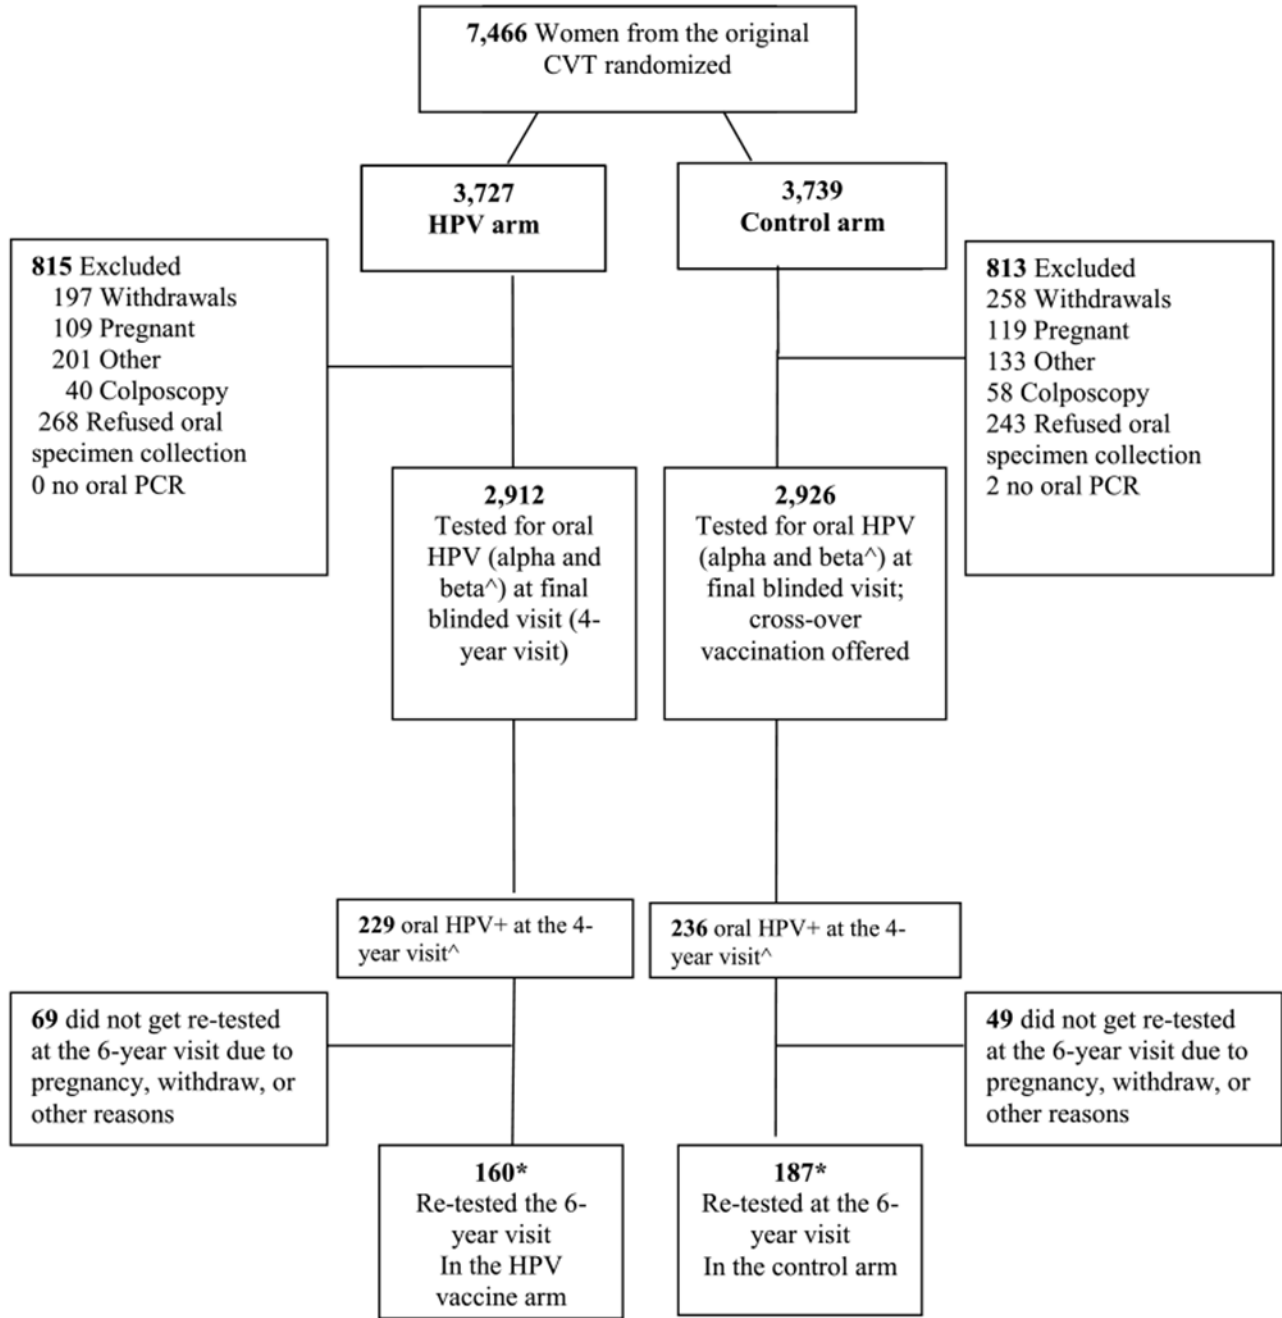 7,466 Women from the original
CVT randomized
3,727
HPV arm
3,739
Control arm
815 Excluded
197 Withdrawals
109 Pregnant
201 Other
40 Colposcopy
268 Refused oral
specimen collection
0 no oral PCR
813 Excluded
258 Withdrawals
119 Pregnant
133 Other
58 Colposcopy
243 Refused oral
specimen collection
2 no oral PCR
2,912
Tested for oral
HPV (alpha and
beta^) at final
blinded visit (4-
year visit)
2,926
Tested for oral HPV
(alpha and beta^) at
final blinded visit;
cross-over
vaccination offered
229 oral HPV+ at the 4-
year visit^
236 oral HPV+ at the 4-
year visit^
69 did not get re-tested
at the 6-year visit due to
pregnancy, withdraw, or
other reasons
49 did not get re-tested
at the 6-year visit due to
pregnancy, withdraw, or
other reasons
160*
Re-tested the 6-
year visit
In the HPV
vaccine arm
187*
Re-tested at the 6-
year visit
In the control arm